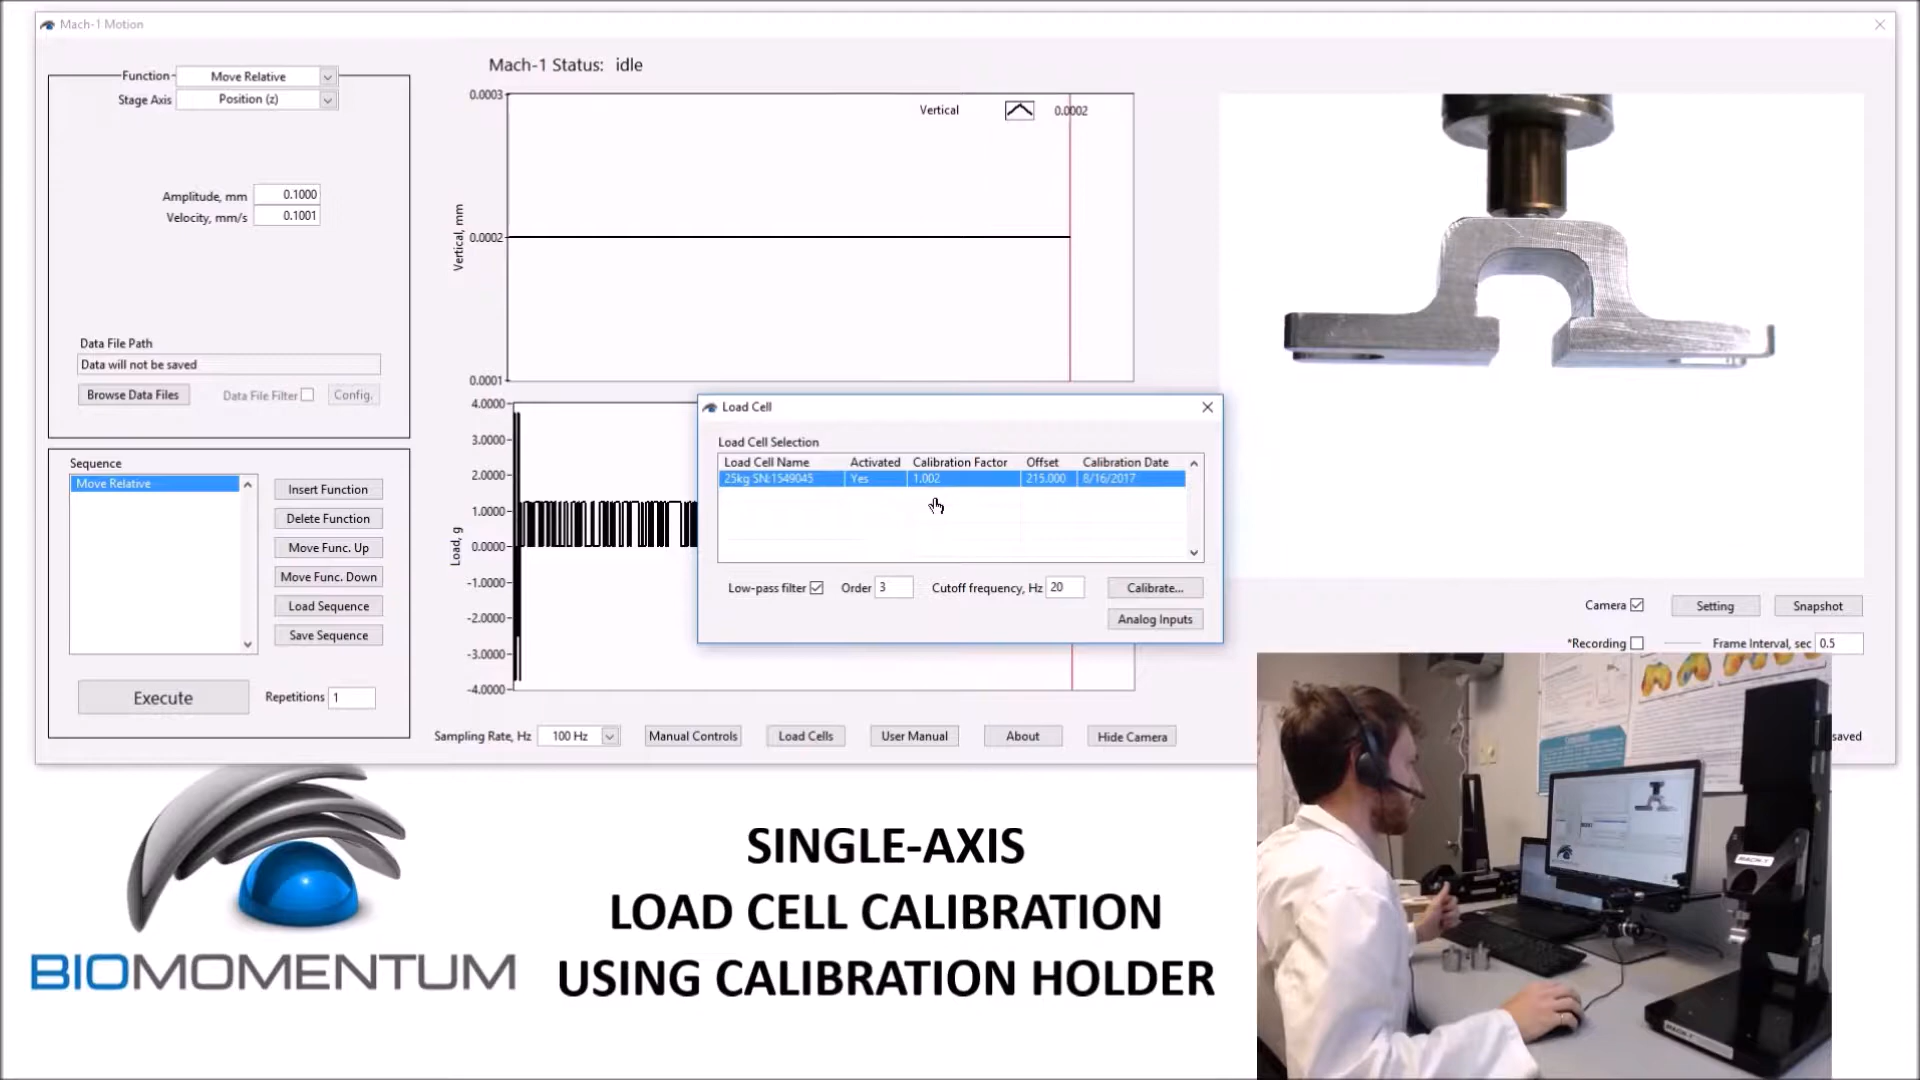 Mach-1 Motion
Function
Move Relative
Stage Axis
Position (z)
Amplitude, mm
0.1000
Velocity, mm/s
0.1001
Data File Path
Data will not be saved
Browse Data Files
Data File Filter
Config.
Sequence
Move Relative
Insert Function
Delete Function
Move Func. Up
Move Func. Down
Load Sequence
Save Sequence
Execute
Repetitions 1
Mach-1 Status: idle
0.0003
Vertical
0.0002
Vertical, mm
0.0002
0.0001
4.0000
3.0000
2.0000
1.0000
Load, g
0.0000
-1.0000
-2.0000
-3.0000
-4.0000
Load Cell
Load Cell Selection
Load Cell Name Activated Calibration Factor Offset Calibration Date
25kg SN:1549045 Yes 1.002 215.000 8/16/2017
Low-pass filter Order 3 Cutoff frequency, Hz 20 Calibrate...
Analog Inputs
Sampling Rate, Hz 100 Hz
Manual Controls
Load Cells
User Manual
About
Hide Camera
Camera
Setting
Snapshot
*Recording
Frame Interval, sec 0.5
saved
BIOMOMENTUM
SINGLE-AXIS
LOAD CELL CALIBRATION
USING CALIBRATION HOLDER
MACH-1